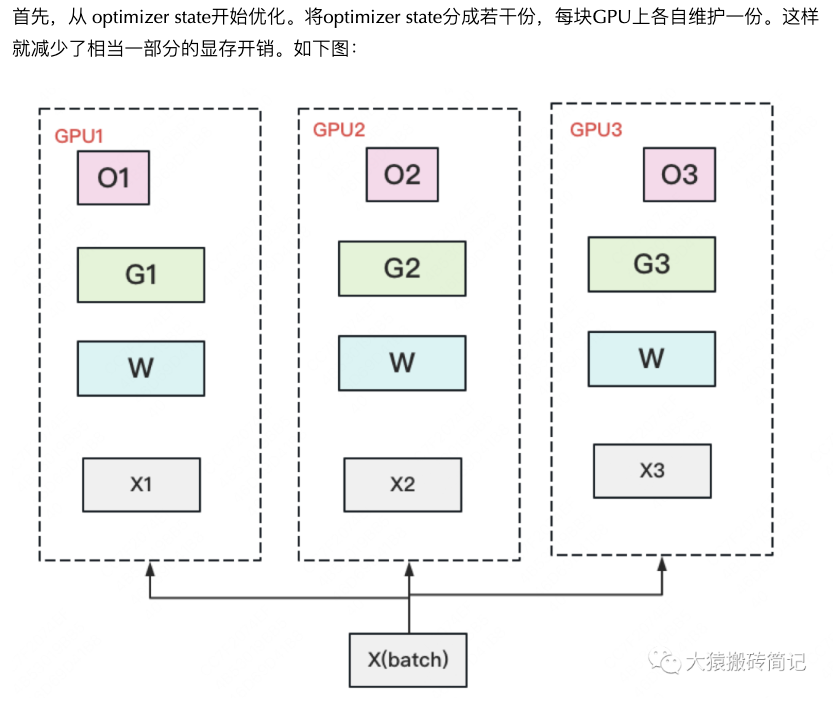 首先，从 optimizer state开始优化。将optimizer state分成若干份，每块GPU上各自维护一份。这样
就减少了相当一部分的显存开销。如下图：
GPU1
GPU2
GPU3
O1
O2
O3
G1
G2
G3
W
W
W
X1
X2
X3
X(batch)
大猿搬砖简记